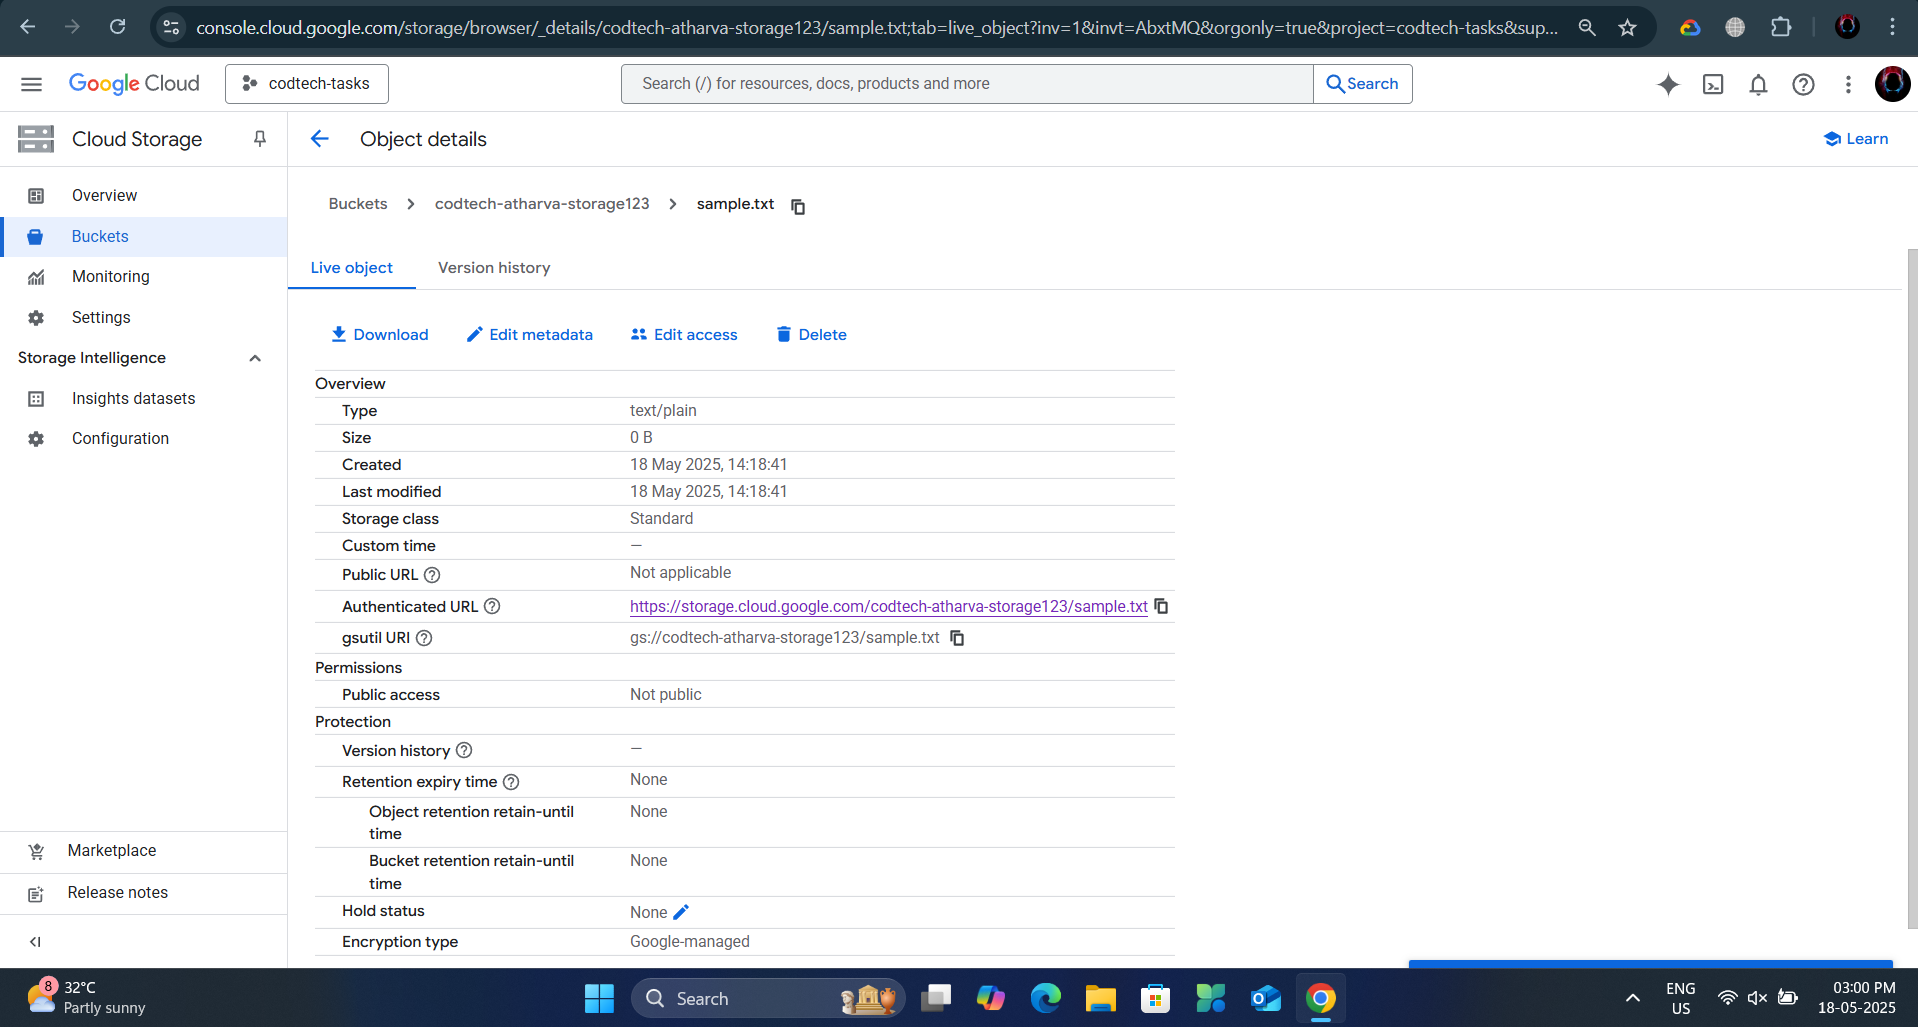 console.cloud.google.com/storage/browser/_details/codtech-atharva-storage123/sample.txt;tab=live_object?inv=1&invt=AbxtMQ&orgonly=true&project=codtech-tasks&sup...
Google Cloud
codtech-tasks
Search (/) for resources, docs, products and more
Search
Cloud Storage
Object details
Learn
Overview
Buckets
Monitoring
Settings
Storage Intelligence
Insights datasets
Configuration
Marketplace
Release notes
Buckets > codtech-atharva-storage123 > sample.txt
Live object
Version history
Download
Edit metadata
Edit access
Delete
Overview
Type text/plain
Size 0 B
Created 18 May 2025, 14:18:41
Last modified 18 May 2025, 14:18:41
Storage class Standard
Custom time —
Public URL Not applicable
Authenticated URL https://storage.cloud.google.com/codtech-atharva-storage123/sample.txt
gsutil URI gs://codtech-atharva-storage123/sample.txt
Permissions
Public access Not public
Protection
Version history —
Retention expiry time None
Object retention retain-until None
time
Bucket retention retain-until None
time
Hold status None
Encryption type Google-managed
8
32°C
Partly sunny
Search
ENG
US
03:00 PM
18-05-2025